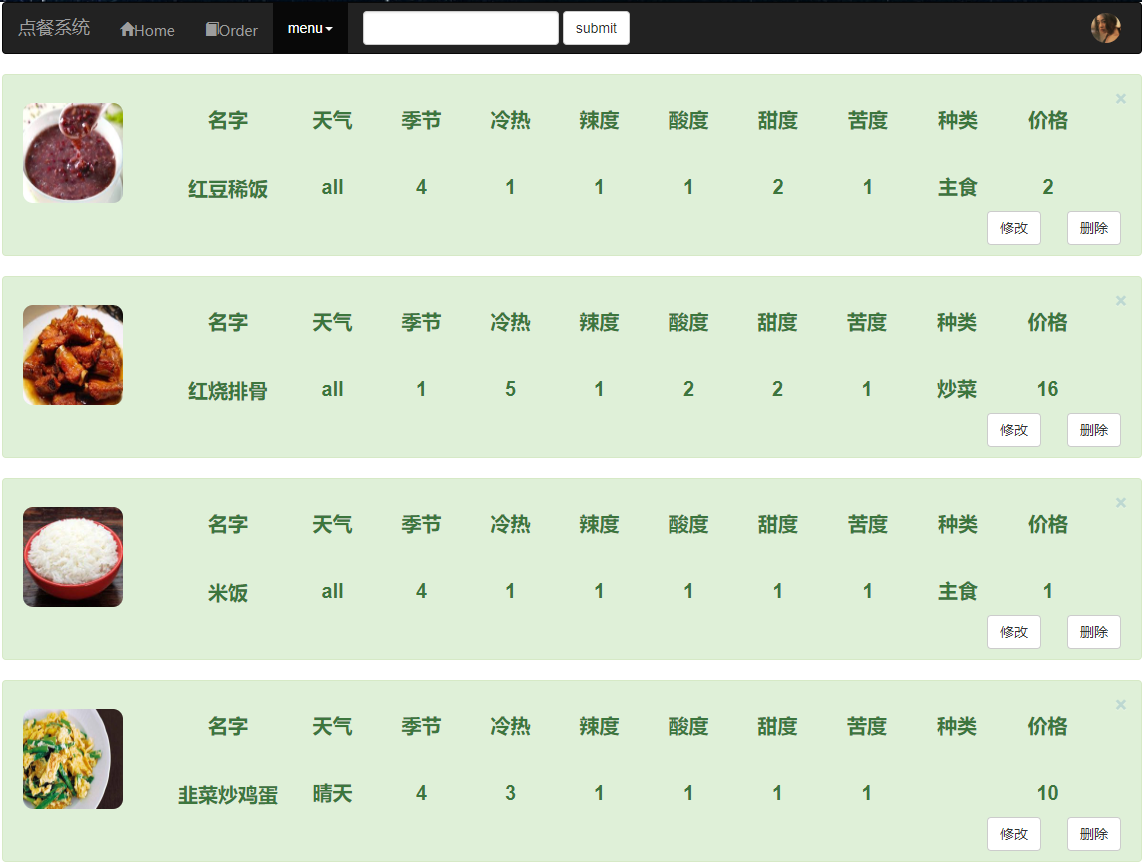 点餐系统 Home Order menu submit
×
名字 天气 季节 冷热 辣度 酸度 甜度 苦度 种类 价格
红豆稀饭 all 4 1 1 1 2 1 主食 2
修改 删除
×
名字 天气 季节 冷热 辣度 酸度 甜度 苦度 种类 价格
红烧排骨 all 1 5 1 2 2 1 炒菜 16
修改 删除
×
名字 天气 季节 冷热 辣度 酸度 甜度 苦度 种类 价格
米饭 all 4 1 1 1 1 1 主食 1
修改 删除
×
名字 天气 季节 冷热 辣度 酸度 甜度 苦度 种类 价格
韭菜炒鸡蛋 晴天 4 3 1 1 1 1 10
修改 删除